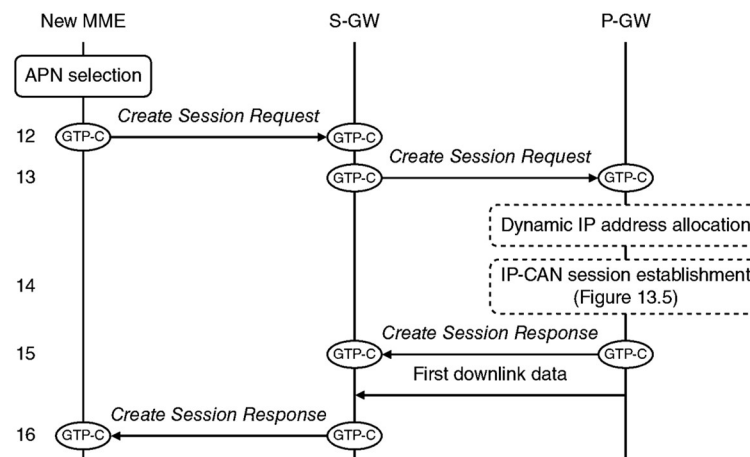 New MME S-GW P-GW
APN selection
Create Session Request
12 GTP-C GTP-C
Create Session Request
13 GTP-C GTP-C
Dynamic IP address allocation
14 IP-CAN session establishment
(Figure 13.5)
Create Session Response
15 GTP-C GTP-C
First downlink data
Create Session Response
16 GTP-C GTP-C